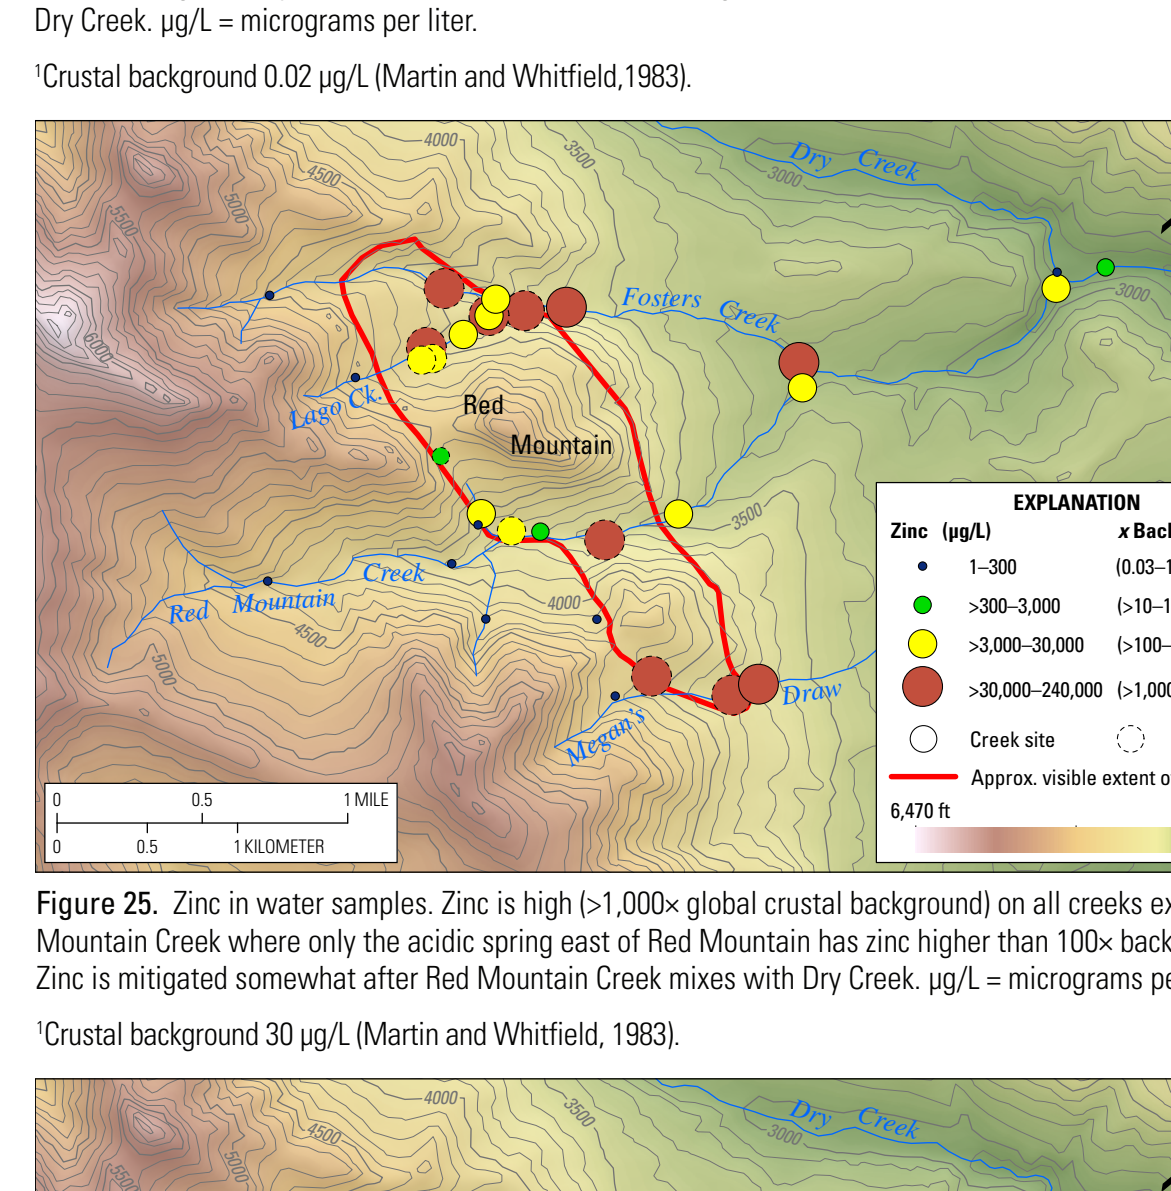 Dry Creek. µg/L = micrograms per liter.
¹Crustal background 0.02 µg/L (Martin and Whitfield,1983).
4000
3500
Dry Creek
3000
4500
5000
5500
Fosters Creek
3000
6000
Lago Ck.
Red
Mountain
3500
Creek
Red Mountain
4000
4500
5000
Megan's
Draw
EXPLANATION
Zinc (µg/L) x Back
1–300 (0.03–1
>300–3,000 (>10–1
>3,000–30,000 (>100–
>30,000–240,000 (>1,000
Creek site
Approx. visible extent o
6,470 ft
0 0.5 1 MILE
0 0.5 1 KILOMETER
Figure 25. Zinc in water samples. Zinc is high (>1,000× global crustal background) on all creeks ex
Mountain Creek where only the acidic spring east of Red Mountain has zinc higher than 100× back
Zinc is mitigated somewhat after Red Mountain Creek mixes with Dry Creek. µg/L = micrograms pe
¹Crustal background 30 µg/L (Martin and Whitfield, 1983).
4000
3500
Dry Creek
3000
4500
5000
5500